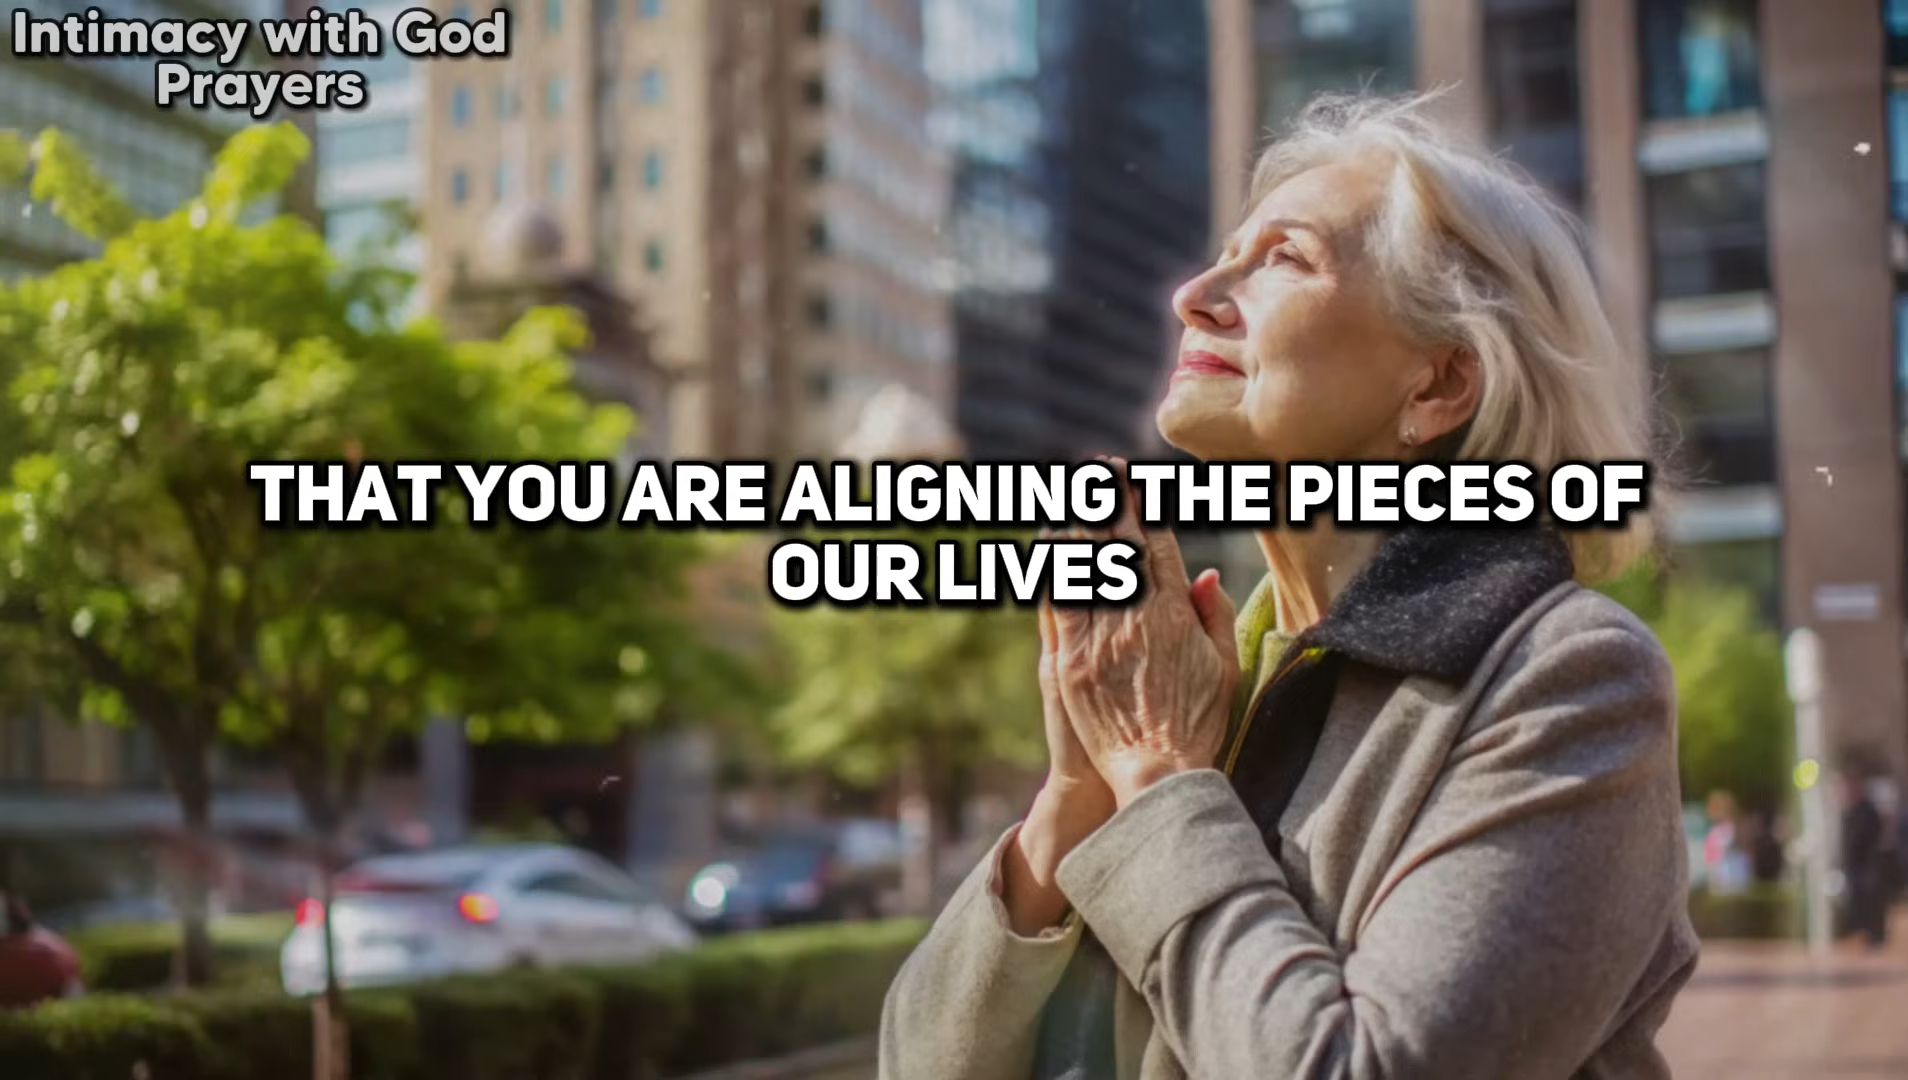 Intimacy with God
Prayers
THAT YOU ARE ALIGNING THE PIECES OF
OUR LIVES